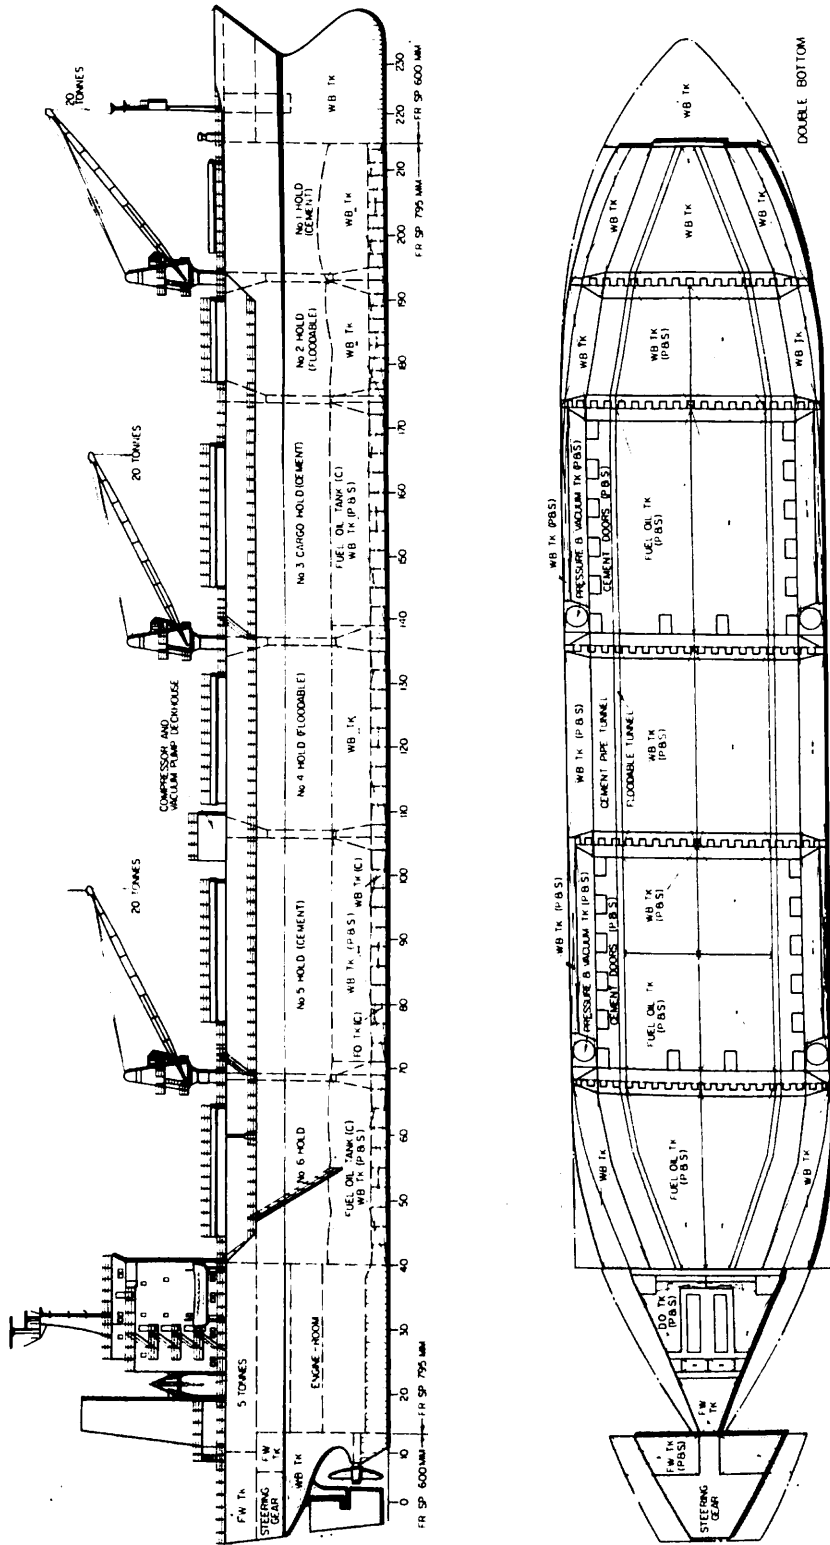 20
TONNES
20 TONNES
20 TONNES
COMPRESSOR AND
VACUUM PUMP DECKHOUSE
5 TONNES
FW TK
STEERING
GEAR
FW
TK
WB TK
ENGINE-ROOM
No 6 HOLD
FUEL OIL TANK (C)
WB TK (P&S)
No 5 HOLD (CEMENT)
WB TK (P&S)
FO TK (C)
WB TK (C)
No 4 HOLD (FLOODABLE)
WB TK
No 3 CARGO HOLD (CEMENT)
FUEL OIL TANK (C)
WB TK (P&S)
No 2 HOLD
(FLOODABLE)
WB TK
No 1 HOLD
(CEMENT)
WB TK
WB TK
0 10 20 30 40 50 60 70 80 90 100 110 120 130 140 150 160 170 180 190 200 210 220 230
FR SP 600 MM
FR SP 795 MM
FR SP 795 MM
FR SP 600 MM
STEERING
GEAR
FW TK
(P&S)
FW
TK
DO TK
(P&S)
WB TK
FUEL OIL TK
(P&S)
WB TK
WB TK (P&S)
PRESSURE & VACUUM TK (P&S)
CEMENT DOORS (P&S)
FUEL OIL TK
(P&S)
WB TK
(P&S)
WB TK (P&S)
CEMENT PIPE TUNNEL
FLOODABLE TUNNEL
WB TK
(P&S)
WB TK (P&S)
PRESSURE & VACUUM TK (P&S)
CEMENT DOORS (P&S)
FUEL OIL TK
(P&S)
WB TK
WB TK
(P&S)
WB TK
WB TK
WB TK
WB TK
WB TK
DOUBLE BOTTOM